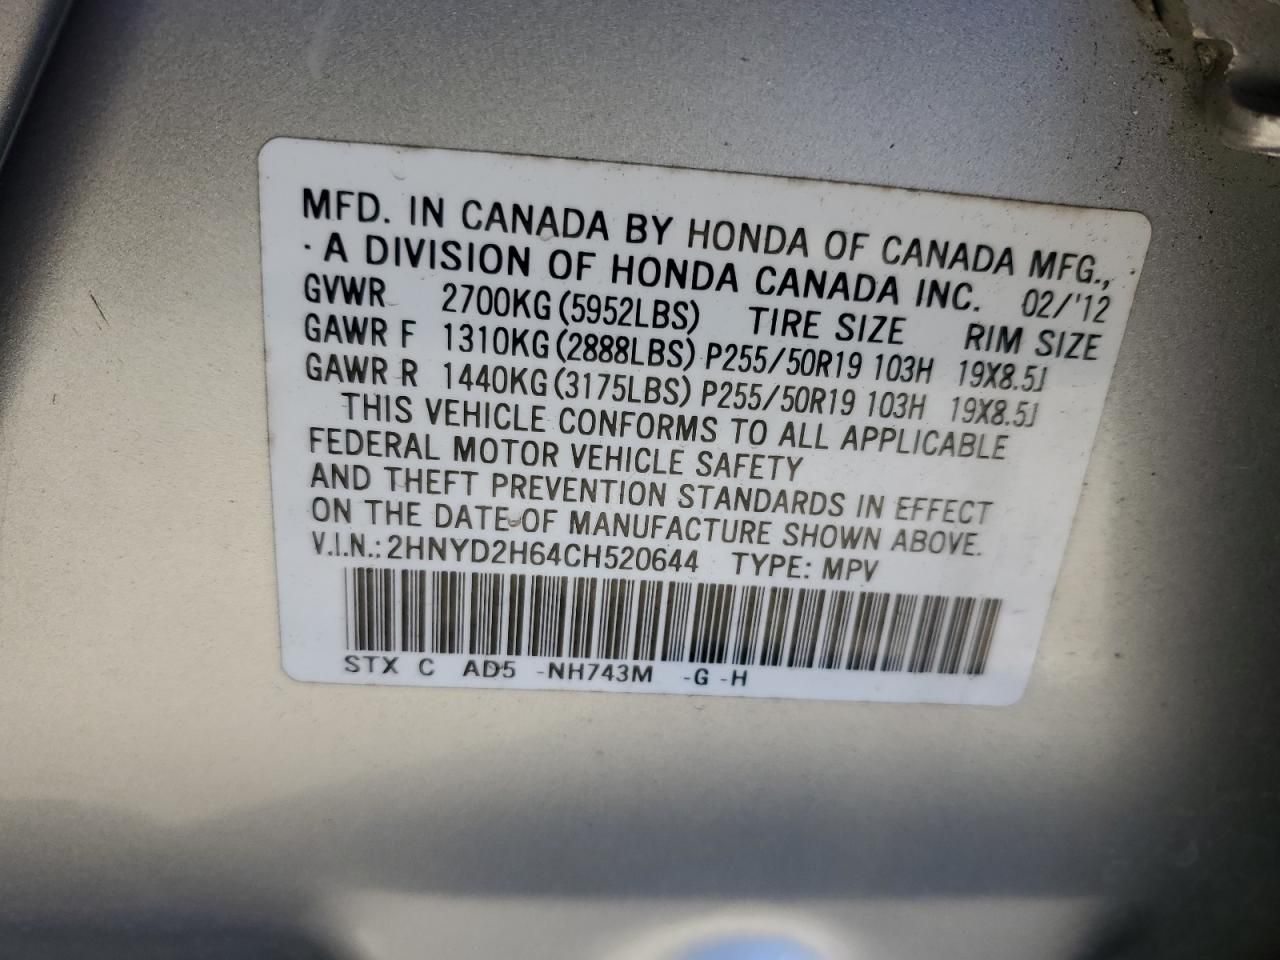 MFD. IN CANADA BY HONDA OF CANADA MFG.,
· A DIVISION OF HONDA CANADA INC. 02/'12
GVWR 2700KG (5952LBS) TIRE SIZE RIM SIZE
GAWR F 1310KG (2888LBS) P255/50R19 103H 19X8.5J
GAWR R 1440KG (3175LBS) P255/50R19 103H 19X8.5J
THIS VEHICLE CONFORMS TO ALL APPLICABLE
FEDERAL MOTOR VEHICLE SAFETY
AND THEFT PREVENTION STANDARDS IN EFFECT
ON THE DATE OF MANUFACTURE SHOWN ABOVE.
V.I.N.: 2HNYD2H64CH520644 TYPE: MPV
STX C AD5 -NH743M -G -H